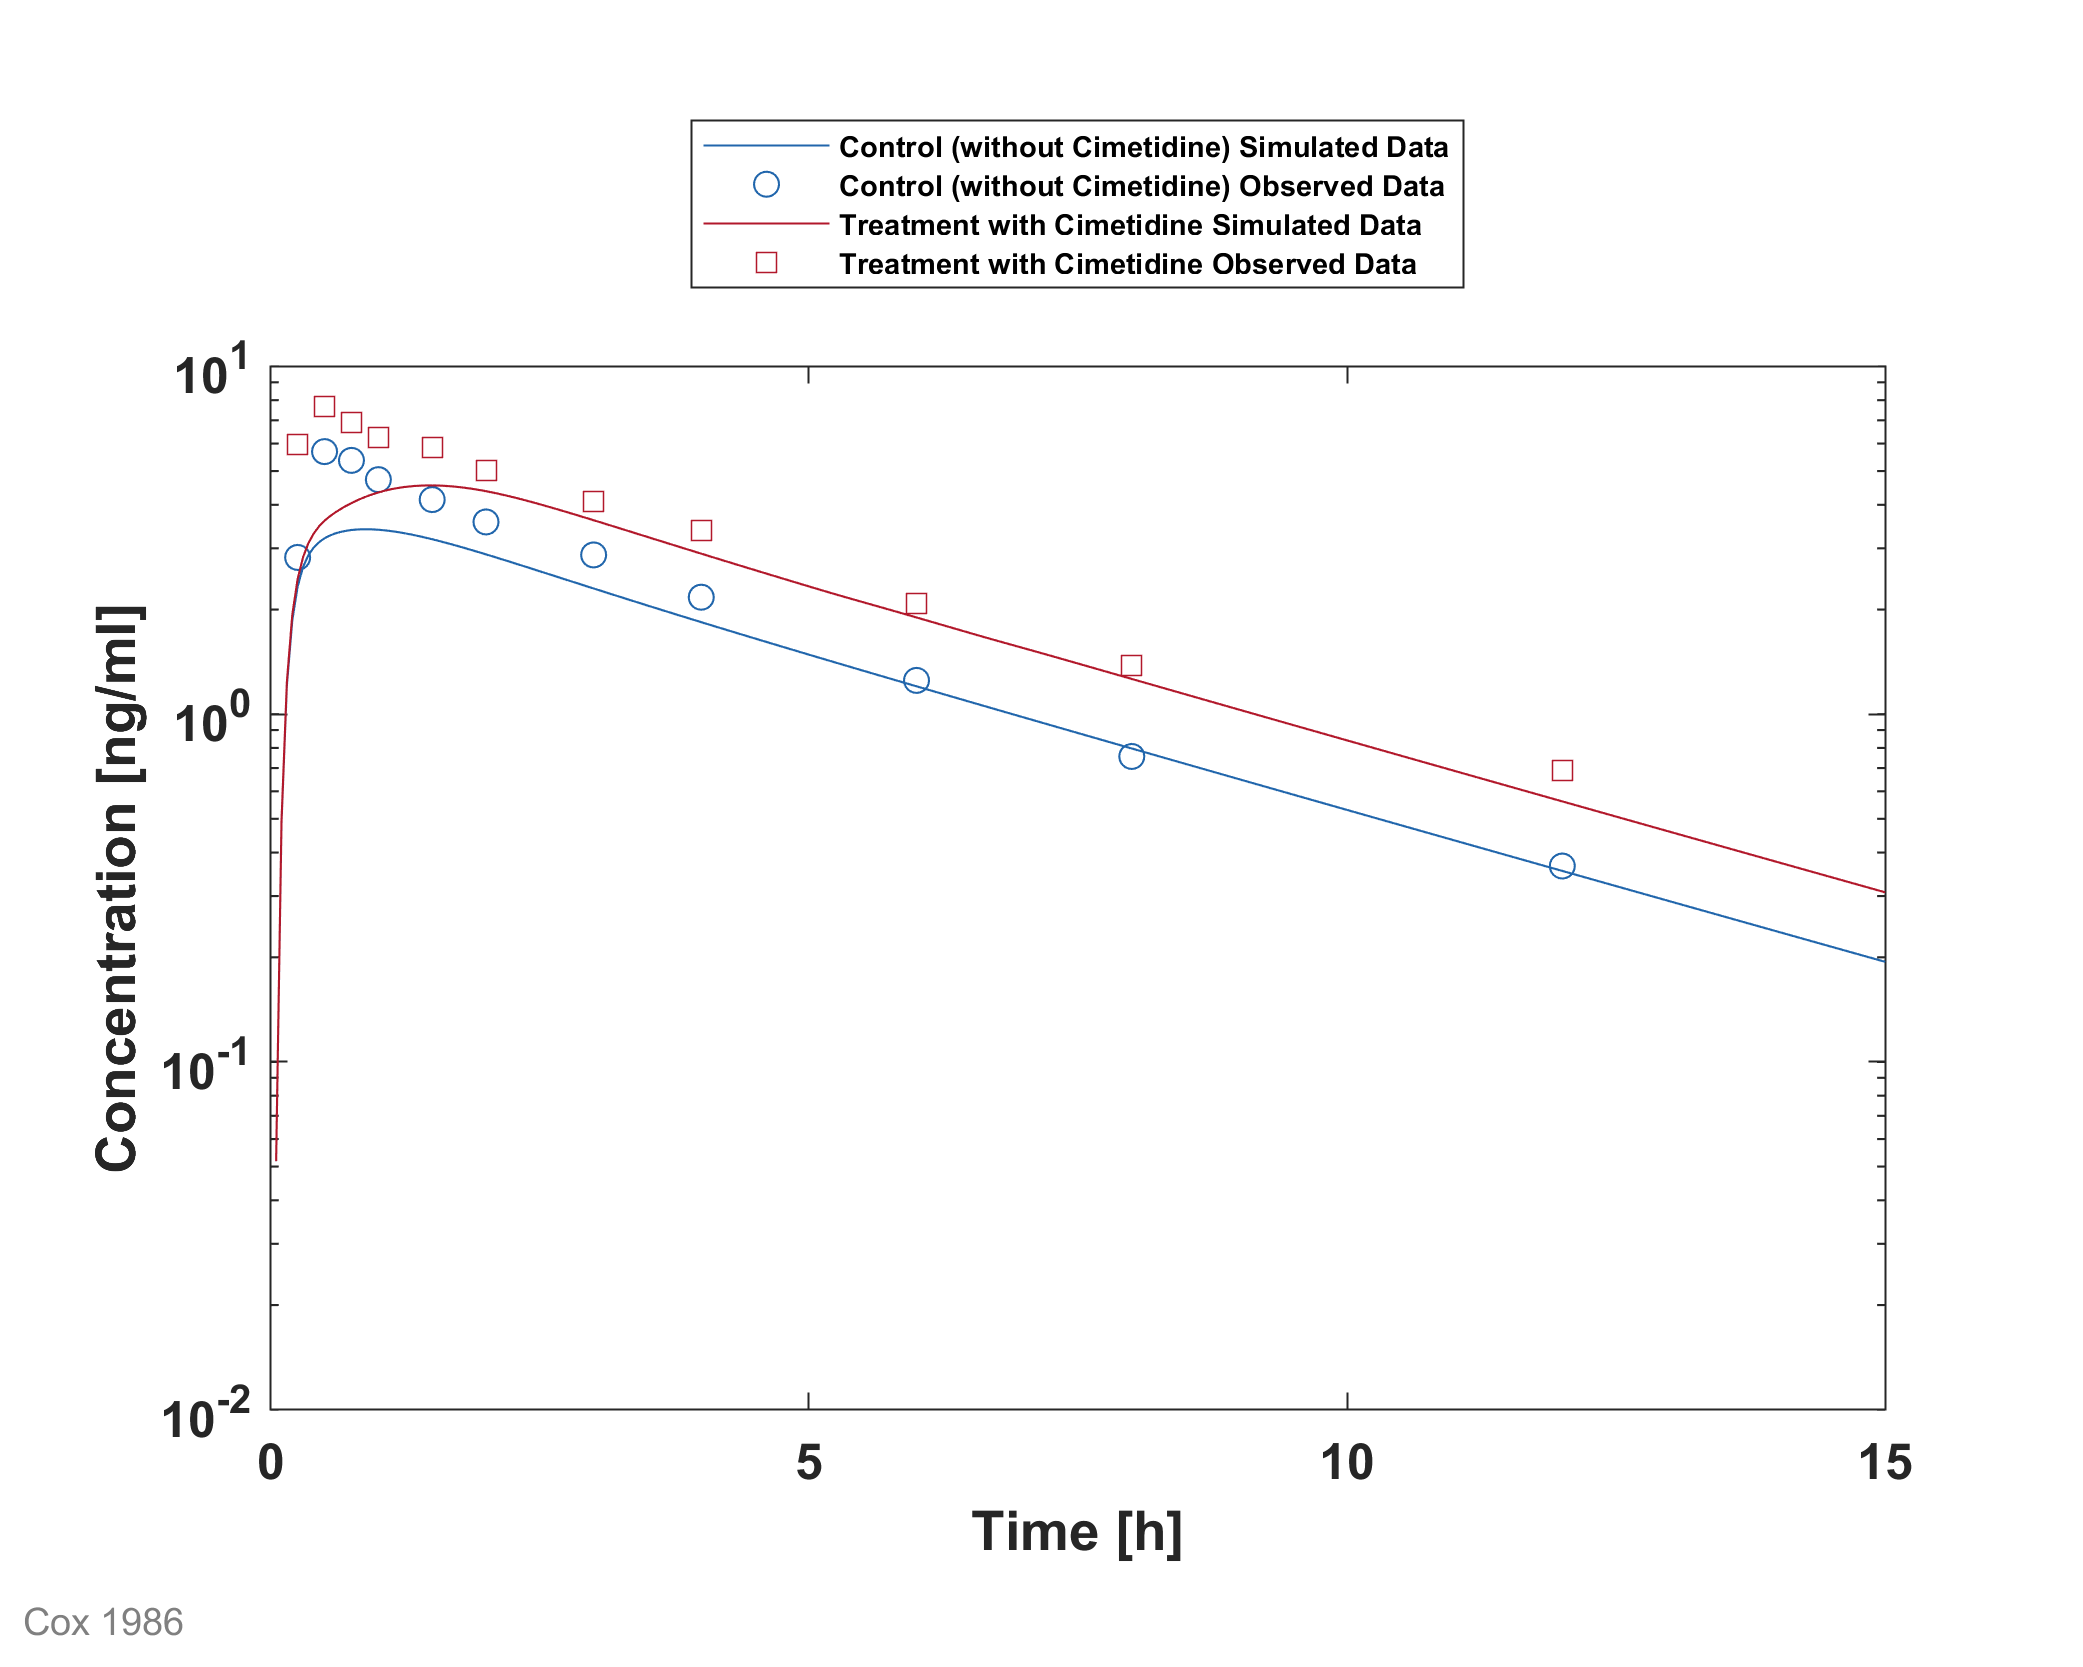 Control (without Cimetidine) Simulated Data
Control (without Cimetidine) Observed Data
Treatment with Cimetidine Simulated Data
Treatment with Cimetidine Observed Data
10^1
10^0
10^-1
10^-2
Concentration [ng/ml]
0 5 10 15
Time [h]
Cox 1986